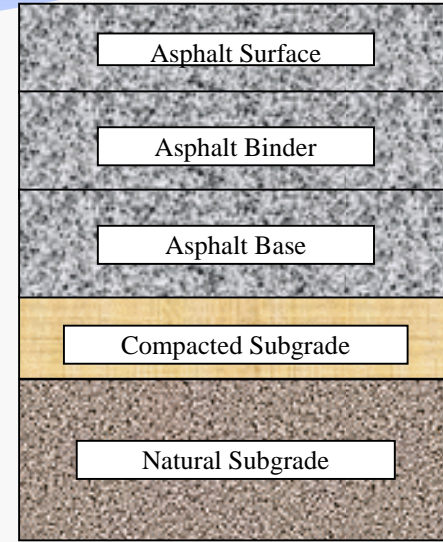 Asphalt Surface
Asphalt Binder
Asphalt Base
Compacted Subgrade
Natural Subgrade